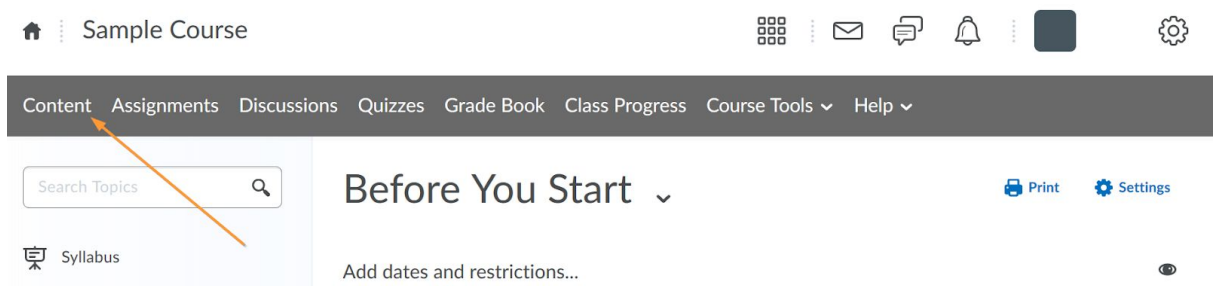 Sample Course
Content Assignments Discussions Quizzes Grade Book Class Progress Course Tools Help
Search Topics
Before You Start
Print Settings
Syllabus
Add dates and restrictions...